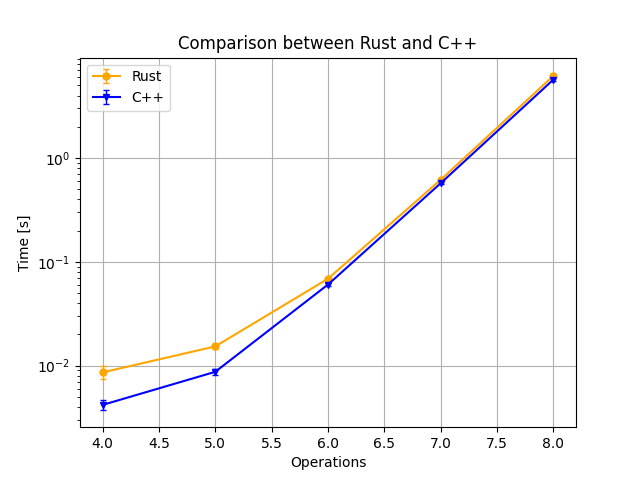 Comparison between Rust and C++
Rust
C++
Time [s]
10⁰
10⁻¹
10⁻²
4.0 4.5 5.0 5.5 6.0 6.5 7.0 7.5 8.0
Operations